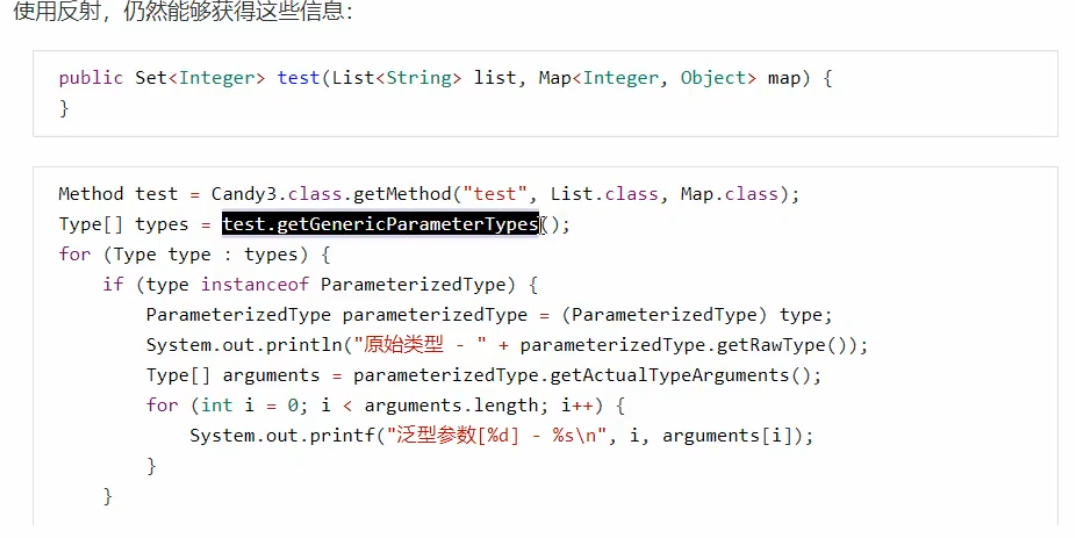 使用反射，仍然能够获得这些信息：
public Set<Integer> test(List<String> list, Map<Integer, Object> map) {
}
Method test = Candy3.class.getMethod("test", List.class, Map.class);
Type[] types = test.getGenericParameterTypes();
for (Type type : types) {
    if (type instanceof ParameterizedType) {
        ParameterizedType parameterizedType = (ParameterizedType) type;
        System.out.println("原始类型 - " + parameterizedType.getRawType());
        Type[] arguments = parameterizedType.getActualTypeArguments();
        for (int i = 0; i < arguments.length; i++) {
            System.out.printf("泛型参数[%d] - %s\n", i, arguments[i]);
        }
    }